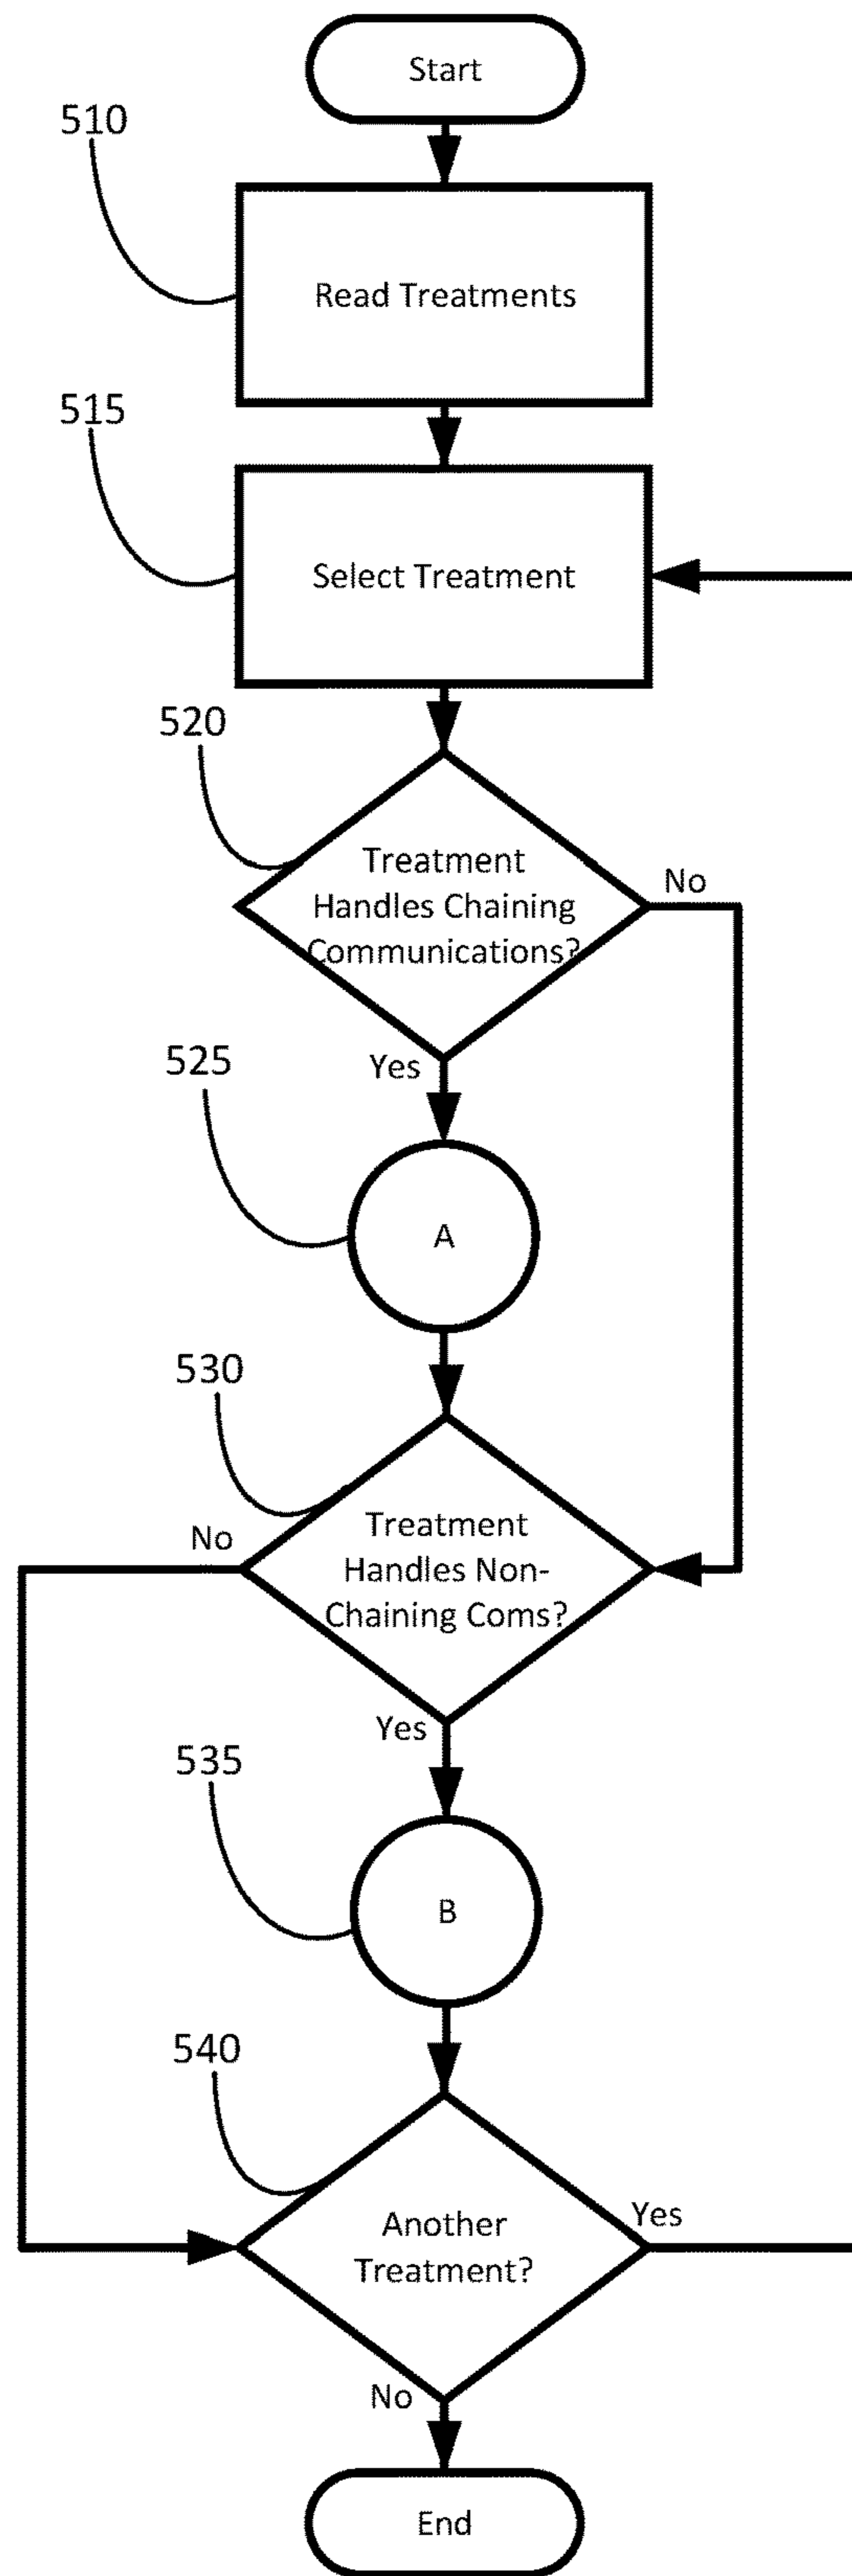 Start
510
Read Treatments
515
Select Treatment
520
Treatment
Handles Chaining
Communications?
No
Yes
525
A
530
Treatment
Handles Non-
Chaining Coms?
No
Yes
535
B
540
Another
Treatment?
Yes
No
End